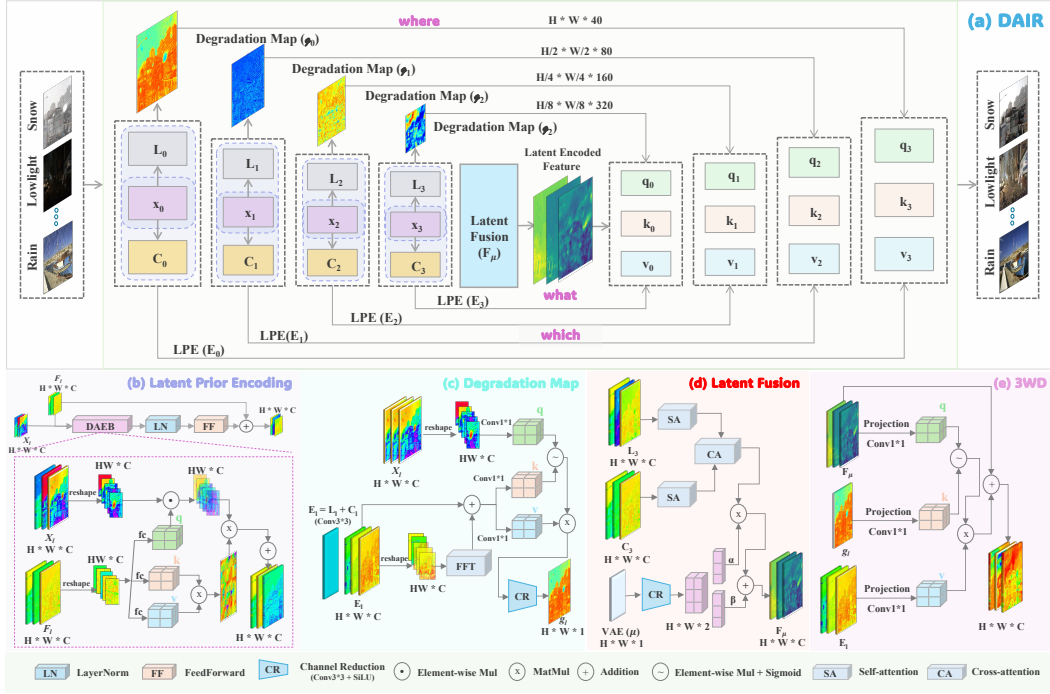 (a) DAIR
where
H * W * 40
Degradation Map (𝓰0)
H/2 * W/2 * 80
Degradation Map (𝓰1)
H/4 * W/4 * 160
Degradation Map (𝓰2)
H/8 * W/8 * 320
Degradation Map (𝓰2)
Snow
Lowlight
Rain
L0
x0
C0
L1
x1
C1
L2
x2
C2
L3
x3
C3
Latent
Fusion
(Fμ)
Latent Encoded
Feature
what
q0
k0
v0
q1
k1
v1
q2
k2
v2
q3
k3
v3
Snow
Lowlight
Rain
LPE (E3)
LPE (E2)
which
LPE(E1)
LPE (E0)
(b) Latent Prior Encoding
Fl
H * W * C
Xl
H * W * C
DAEB
LN
FF
+
H * W * C
HW * C
HW * C
reshape
Xl
H * W * C
q
fc
k
fc
v
fc
x
x
+
HW * C
reshape
Fl
H * W * C
H * W * C
(c) Degradation Map
reshape
HW * C
Conv1*1
q
Xl
H * W * C
~
k
Conv1*1
v
Conv1*1
+
x
El = Ll + Cl
(Conv3*3)
reshape
HW * C
FFT
El
H * W * C
CR
gl
H * W * 1
(d) Latent Fusion
SA
L3
H * W * C
CA
SA
C3
H * W * C
x
α
β
+
CR
VAE (μ)
H * W * 1
H * W * 2
Fμ
H * W * C
(e) 3WD
Projection
Conv1*1
q
Fμ
~
k
Projection
Conv1*1
gl
+
x
Projection
Conv1*1
v
El
H * W * C
LN
LayerNorm
FF
FeedForward
CR
Channel Reduction
(Conv3*3 + SiLU)
Element-wise Mul
x
MatMul
+
Addition
~
Element-wise Mul + Sigmoid
SA
Self-attention
CA
Cross-attention